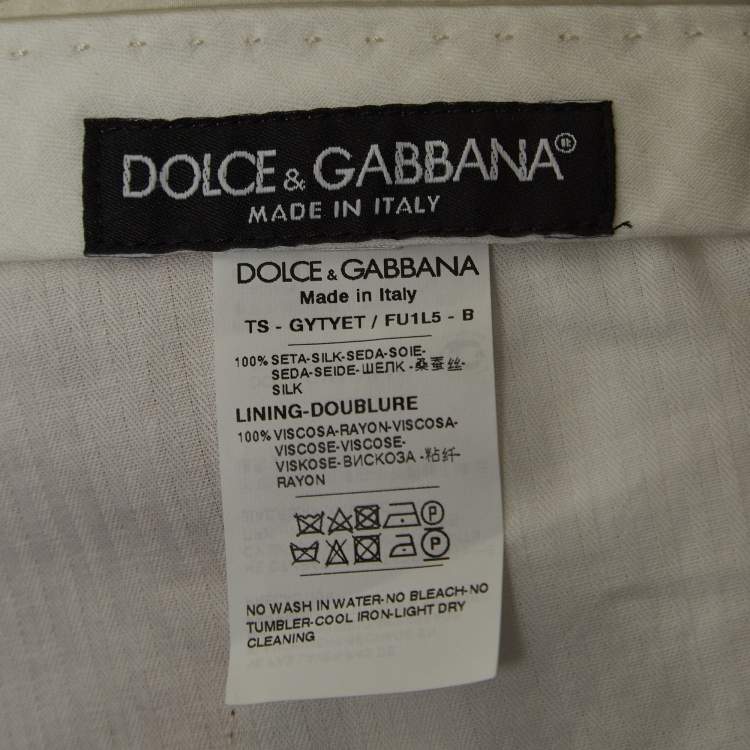 DOLCE & GABBANA®
MADE IN ITALY
DOLCE & GABBANA
Made in Italy
TS - GYTYET / FU1L5 - B
100% SETA-SILK-SEDA-SOIE-
SEDA-SEIDE-ШЕЛК-桑蚕丝-
SILK
LINING-DOUBLURE
100% VISCOSA-RAYON-VISCOSA-
VISCOSE-VISCOSE-
VISKOSE-ВИСКОЗА-粘纤-
RAYON
P
P
NO WASH IN WATER-NO BLEACH-NO
TUMBLER-COOL IRON-LIGHT DRY
CLEANING